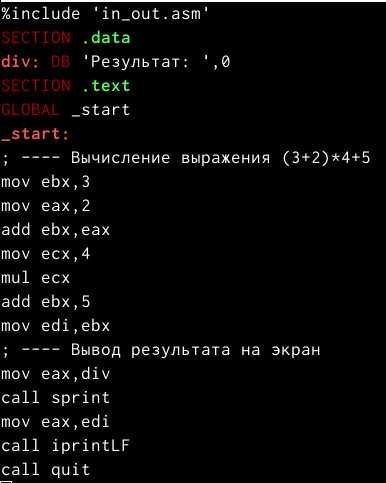 %include 'in_out.asm'
SECTION .data
div: DB 'Результат: ',0
SECTION .text
GLOBAL _start
_start:
; ---- Вычисление выражения (3+2)*4+5
mov ebx,3
mov eax,2
add ebx,eax
mov ecx,4
mul ecx
add ebx,5
mov edi,ebx
; ---- Вывод результата на экран
mov eax,div
call sprint
mov eax,edi
call iprintLF
call quit